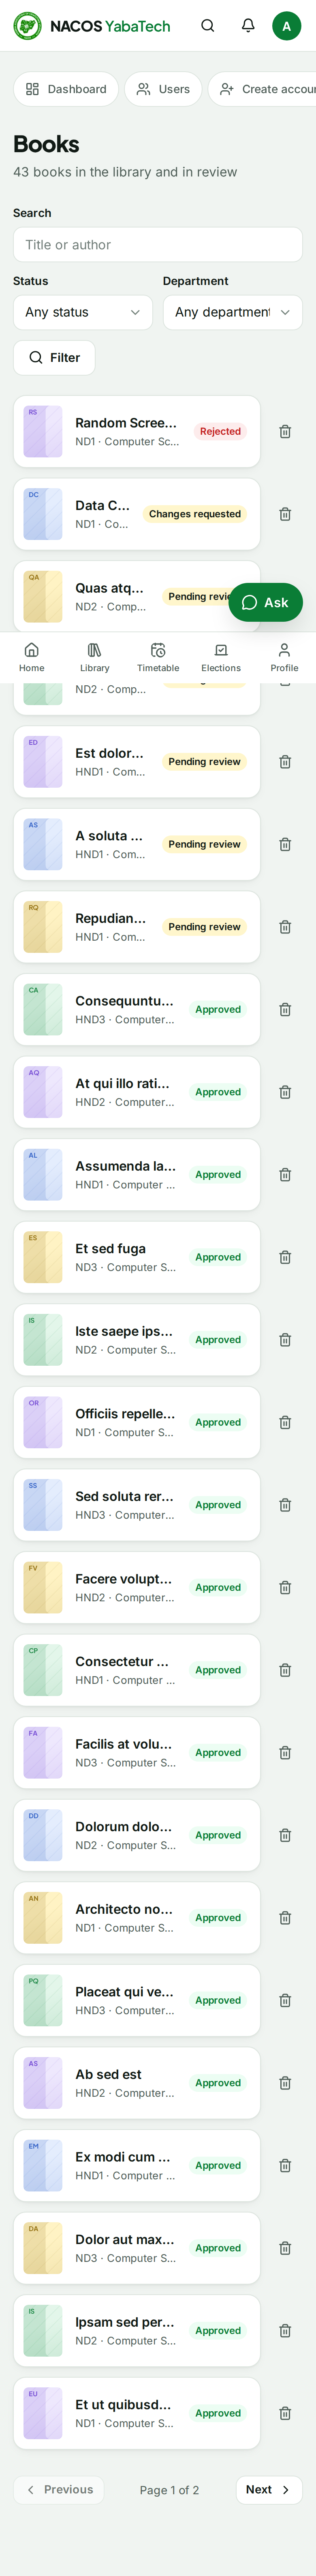 NACOS YabaTech
A
Dashboard
Users
Create accour
Books
43 books in the library and in review
Search
Title or author
Status
Department
Any status
Any department
Filter
RS
Random Scree...
ND1 · Computer Sc...
Rejected
DC
Data C...
ND1 · Co...
Changes requested
QA
Quas atq...
ND2 · Comp...
Pending revie
Ask
Home
Library
Timetable
Elections
Profile
ND2 · Comp...
ED
Est dolor...
HND1 · Com...
Pending review
AS
A soluta ...
HND1 · Com...
Pending review
RQ
Repudian...
HND1 · Com...
Pending review
CA
Consequuntu...
HND3 · Computer...
Approved
AQ
At qui illo rati...
HND2 · Computer...
Approved
AL
Assumenda la...
HND1 · Computer ...
Approved
ES
Et sed fuga
ND3 · Computer S...
Approved
IS
Iste saepe ips...
ND2 · Computer S...
Approved
OR
Officiis repelle...
ND1 · Computer S...
Approved
SS
Sed soluta rer...
HND3 · Computer...
Approved
FV
Facere volupt...
HND2 · Computer...
Approved
CP
Consectetur ...
HND1 · Computer ...
Approved
FA
Facilis at volu...
ND3 · Computer S...
Approved
DD
Dolorum dolo...
ND2 · Computer S...
Approved
AN
Architecto no...
ND1 · Computer S...
Approved
PQ
Placeat qui ve...
HND3 · Computer...
Approved
AS
Ab sed est
HND2 · Computer...
Approved
EM
Ex modi cum ...
HND1 · Computer ...
Approved
DA
Dolor aut max...
ND3 · Computer S...
Approved
IS
Ipsam sed per...
ND2 · Computer S...
Approved
EU
Et ut quibusd...
ND1 · Computer S...
Approved
Previous
Page 1 of 2
Next